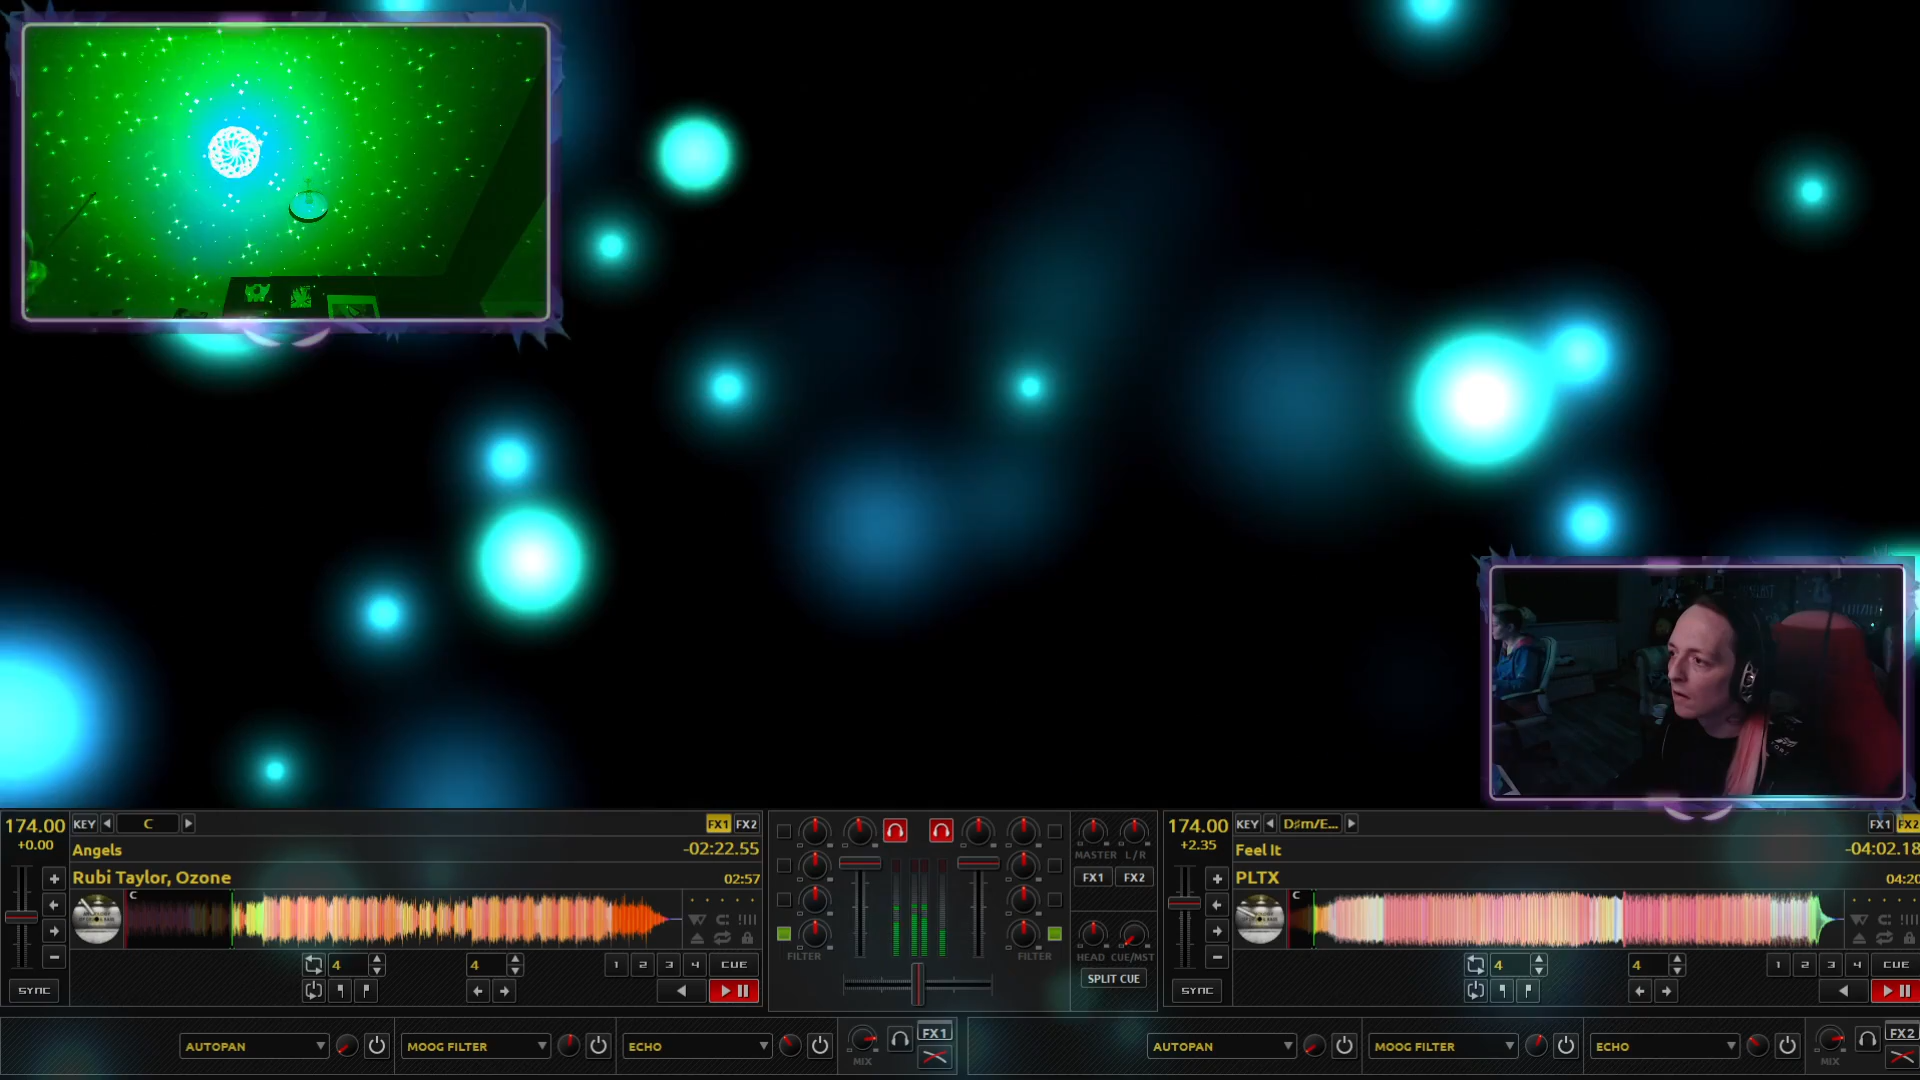 174.00
+0.00
KEY
C
FX1 FX2
Angels
-02:22.55
Rubi Taylor, Ozone
02:57
C
SYNC
4
4
1 2 3 4 CUE
FILTER
FILTER
MASTER L/R
FX1 FX2
HEAD CUE/MST
SPLIT CUE
174.00
+2.35
KEY
D♯m/E...
FX1 FX2
Feel It
-04:02.18
PLTX
04:20
C
SYNC
4
4
1 2 3 4 CUE
AUTOPAN
MOOG FILTER
ECHO
MIX
FX1
AUTOPAN
MOOG FILTER
ECHO
MIX
FX2